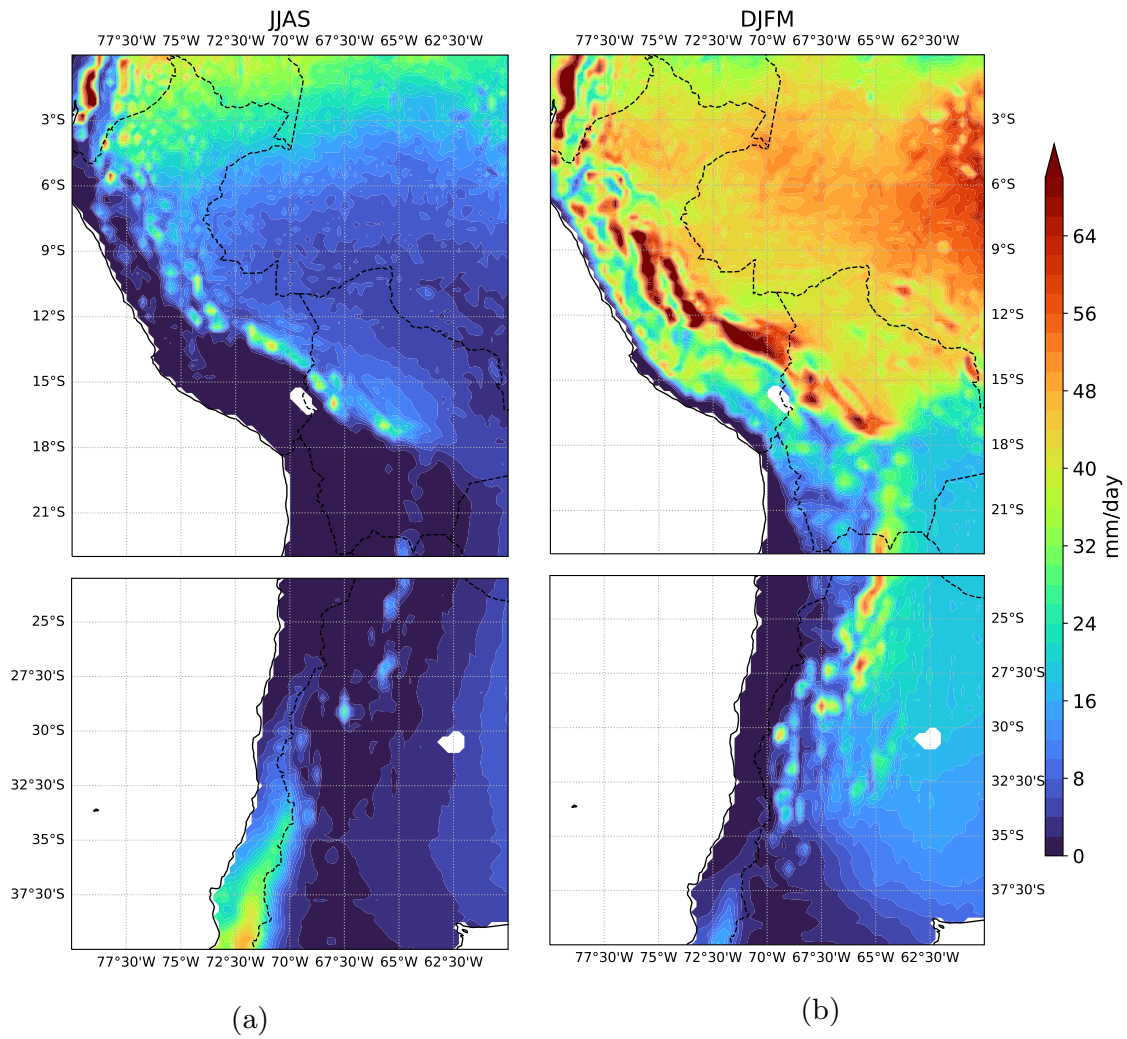 JJAS
DJFM
77°30'W 75°W 72°30'W 70°W 67°30'W 65°W 62°30'W
77°30'W 75°W 72°30'W 70°W 67°30'W 65°W 62°30'W
3°S
6°S
9°S
12°S
15°S
18°S
21°S
3°S
6°S
9°S
12°S
15°S
18°S
21°S
25°S
27°30'S
30°S
32°30'S
35°S
37°30'S
25°S
27°30'S
30°S
32°30'S
35°S
37°30'S
77°30'W 75°W 72°30'W 70°W 67°30'W 65°W 62°30'W
77°30'W 75°W 72°30'W 70°W 67°30'W 65°W 62°30'W
64
56
48
40
32
24
16
8
0
mm/day
(a)
(b)